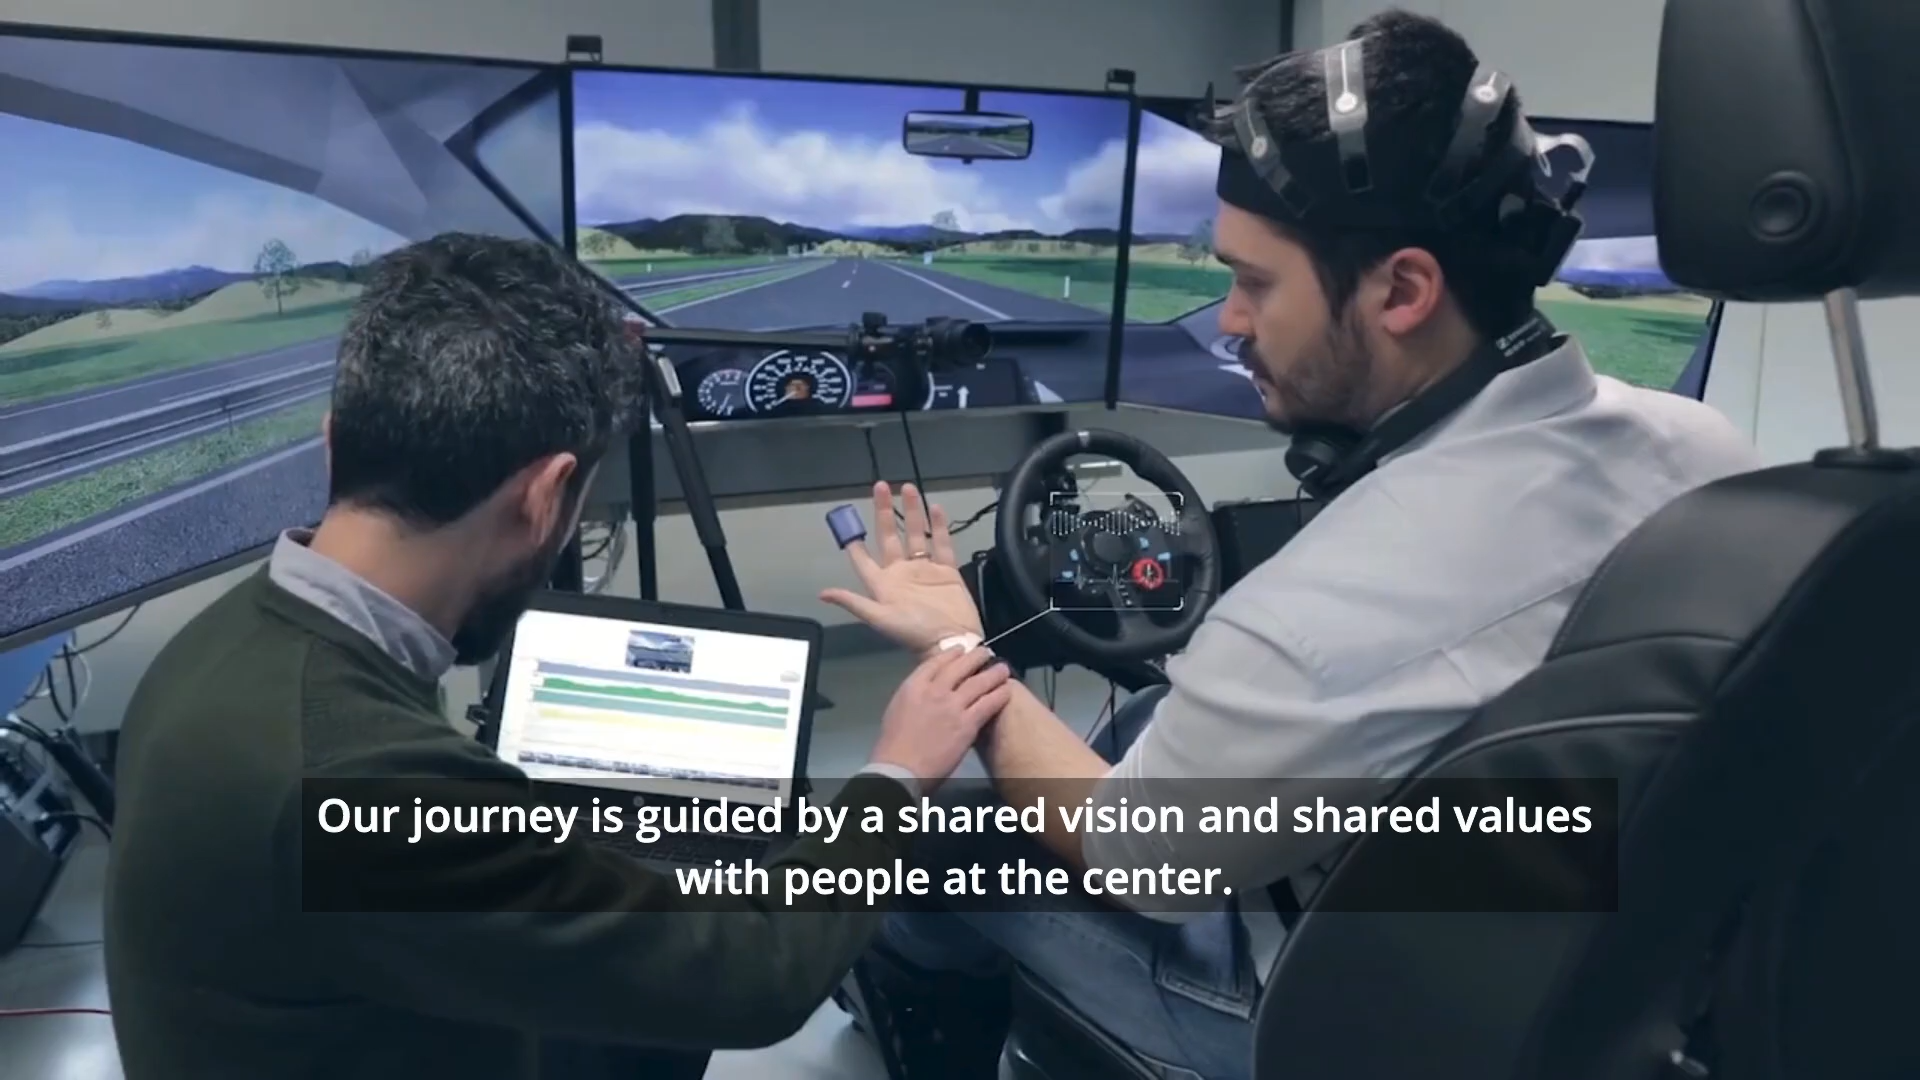 Our journey is guided by a shared vision and shared values
with people at the center.